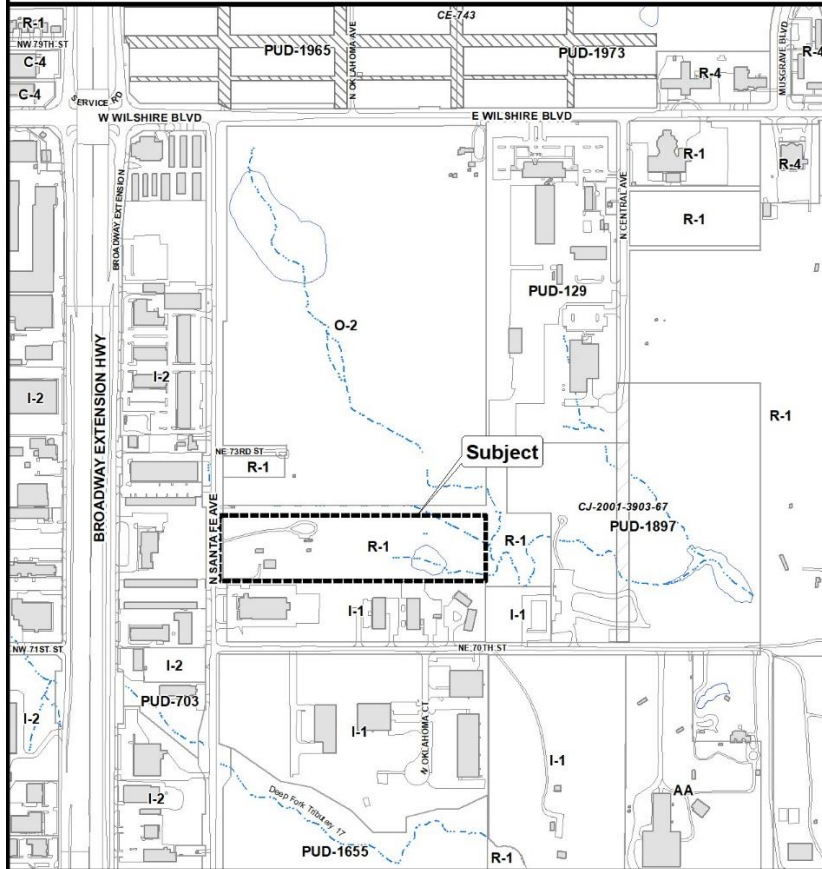 CE-743
R-1
NW 79TH ST
PUD-1965
N OKLAHOMA AVE
PUD-1973
MUSGRAVE BLVD
R-4
R-4
C-4
C-4
SERVICE RD
W WILSHIRE BLVD
E WILSHIRE BLVD
R-1
R-4
BROADWAY EXTENSION
N CENTRAL AVE
R-1
PUD-129
O-2
I-2
I-2
R-1
BROADWAY EXTENSION HWY
NE 73RD ST
R-1
Subject
CJ-2001-3903-67
PUD-1897
N SANTA FE AVE
R-1
R-1
I-1
I-1
NW 71ST ST
NE 70TH ST
I-2
PUD-703
I-2
I-1
N OKLAHOMA CT
I-1
AA
I-2
Deep Fork Tributary 17
PUD-1655
R-1